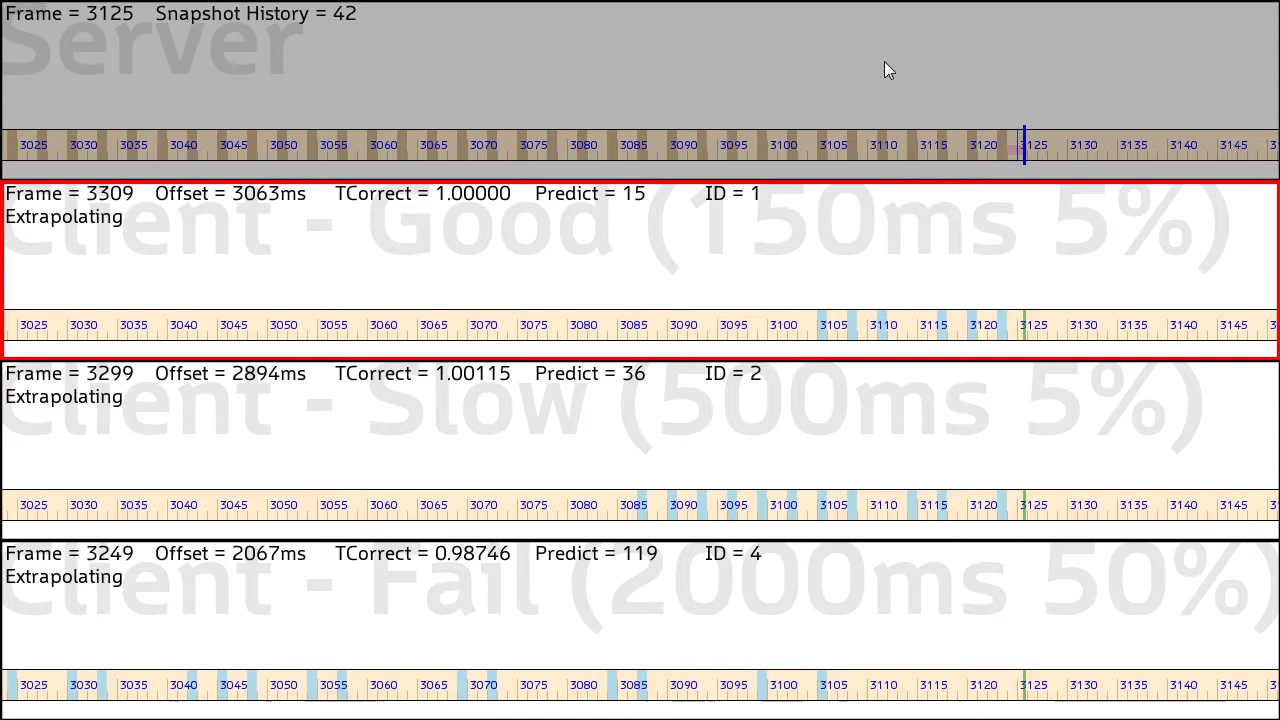 Frame = 3125 Snapshot History = 42
Server
3025 3030 3035 3040 3045 3050 3055 3060 3065 3070 3075 3080 3085 3090 3095 3100 3105 3110 3115 3120 3125 3130 3135 3140 3145 3
Frame = 3309 Offset = 3063ms TCorrect = 1.00000 Predict = 15 ID = 1
Extrapolating
Client - Good (150ms 5%)
3025 3030 3035 3040 3045 3050 3055 3060 3065 3070 3075 3080 3085 3090 3095 3100 3105 3110 3115 3120 3125 3130 3135 3140 3145 3
Frame = 3299 Offset = 2894ms TCorrect = 1.00115 Predict = 36 ID = 2
Extrapolating
Client - Slow (500ms 5%)
3025 3030 3035 3040 3045 3050 3055 3060 3065 3070 3075 3080 3085 3090 3095 3100 3105 3110 3115 3120 3125 3130 3135 3140 3145 3
Frame = 3249 Offset = 2067ms TCorrect = 0.98746 Predict = 119 ID = 4
Extrapolating
Client - Fail (2000ms 50%)
3025 3030 3035 3040 3045 3050 3055 3060 3065 3070 3075 3080 3085 3090 3095 3100 3105 3110 3115 3120 3125 3130 3135 3140 3145 3